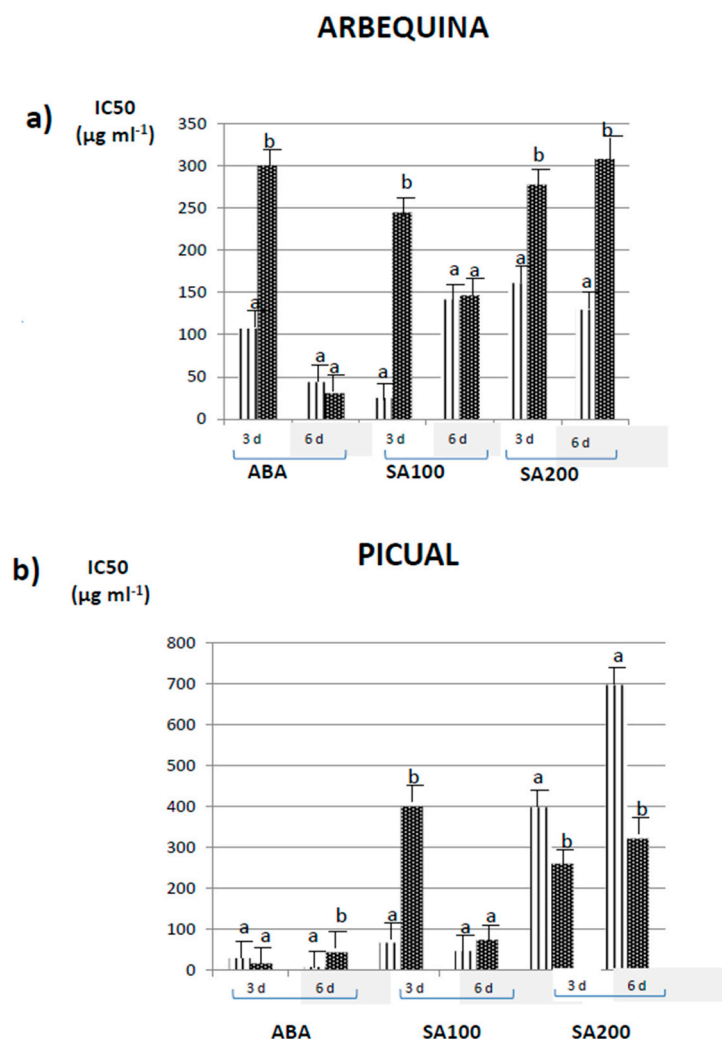 ARBEQUINA
a) IC50
(µg ml-1)
350
300
250
200
150
100
50
0
b
a
a a
b
a
a a
b
a
b
a
3 d 6 d 3 d 6 d 3 d 6 d
ABA SA100 SA200
PICUAL
b) IC50
(µg ml-1)
800
700
600
500
400
300
200
100
0
a a
a b
a b
a a
a b
a b
3 d 6 d 3 d 6 d 3 d 6 d
ABA SA100 SA200